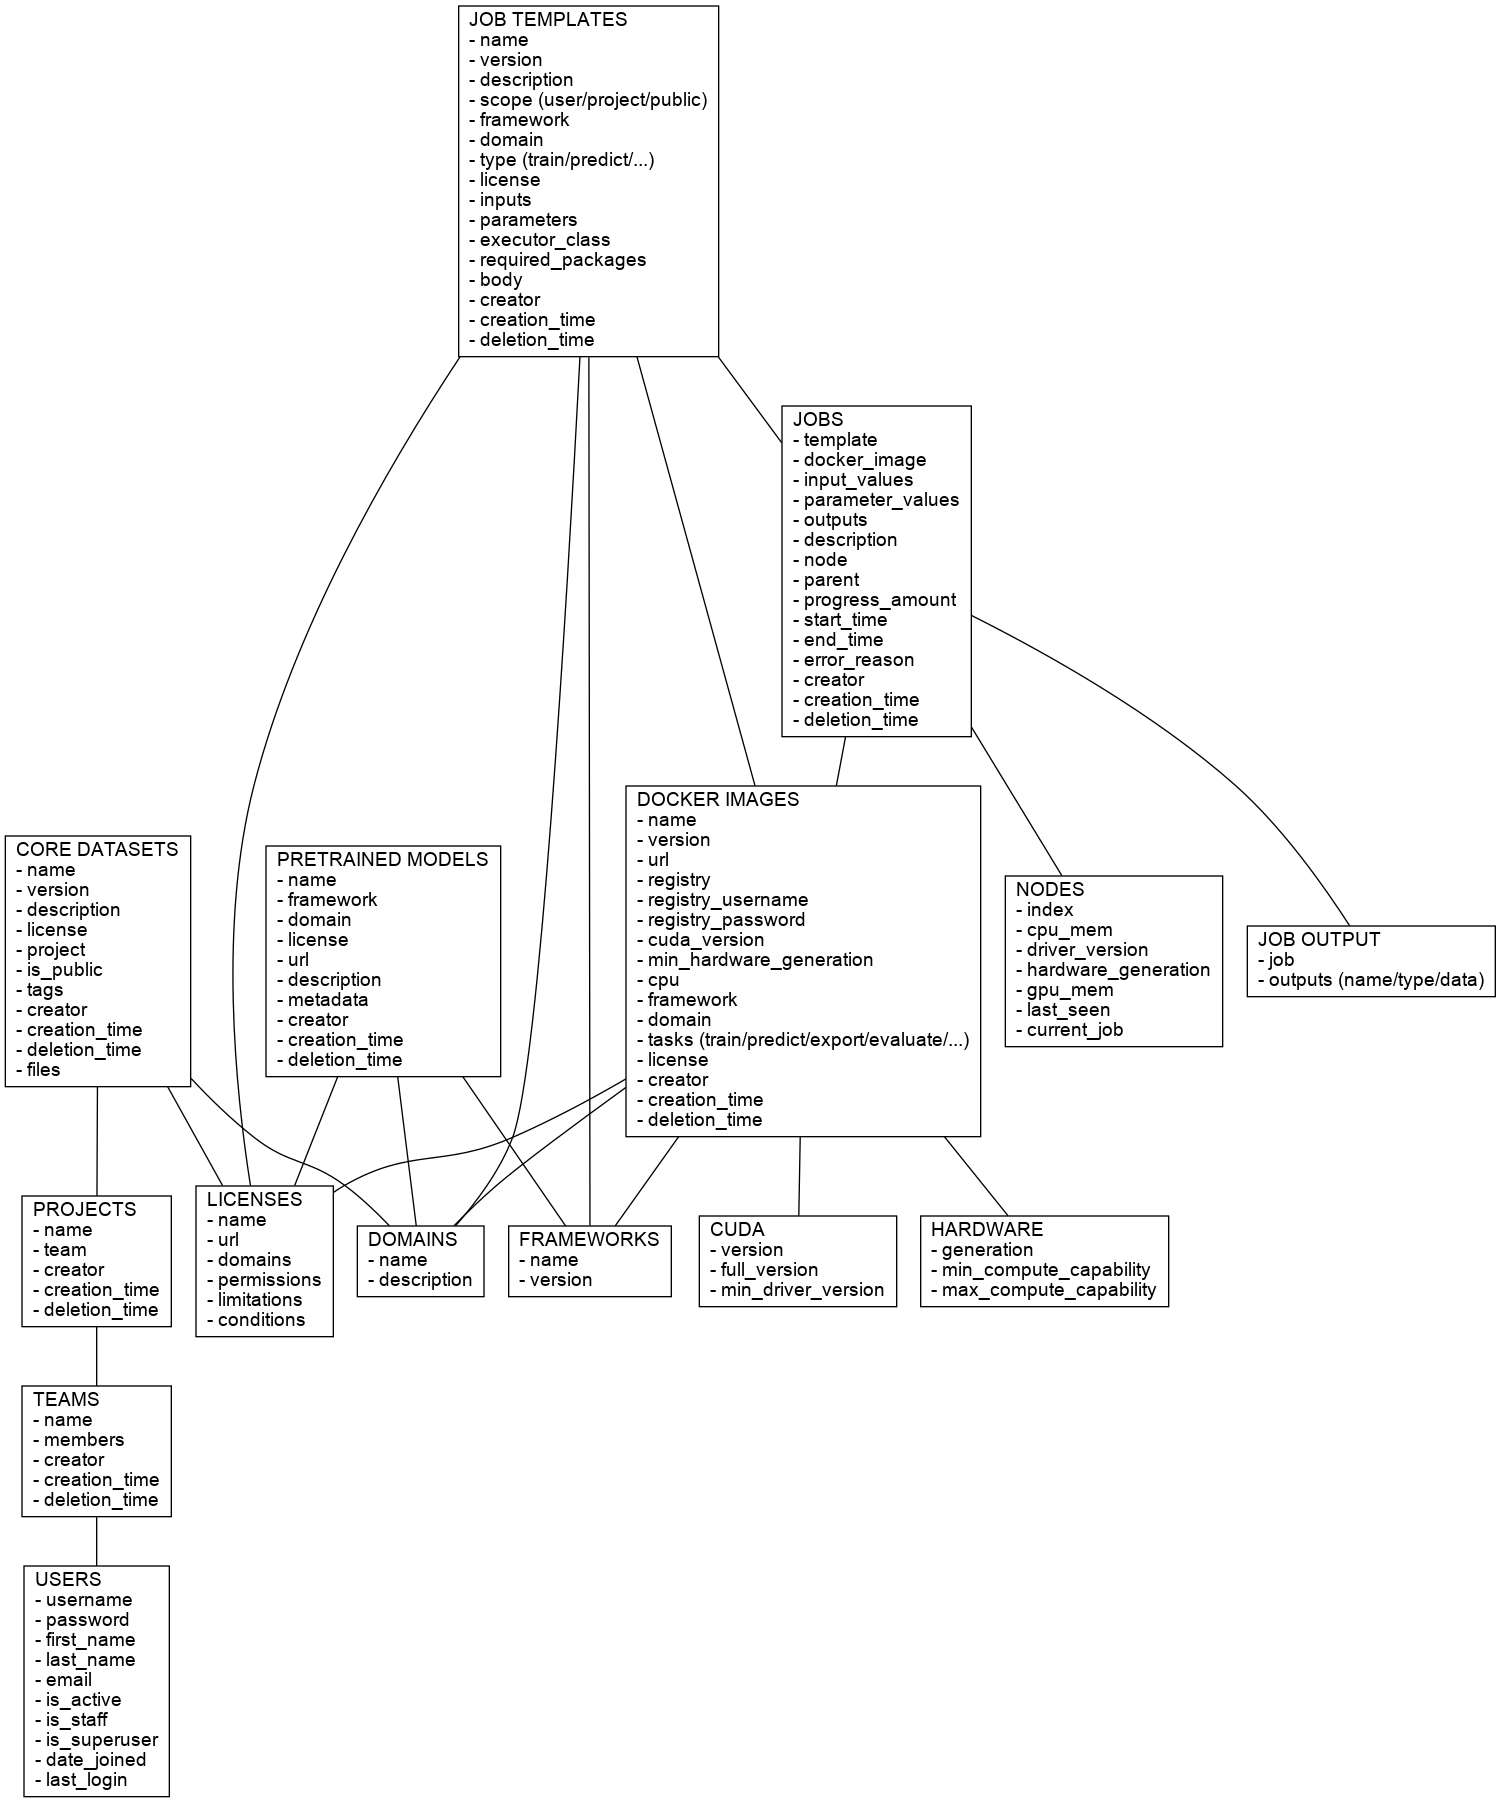 JOB TEMPLATES
- name
- version
- description
- scope (user/project/public)
- framework
- domain
- type (train/predict/...)
- license
- inputs
- parameters
- executor_class
- required_packages
- body
- creator
- creation_time
- deletion_time
JOBS
- template
- docker_image
- input_values
- parameter_values
- outputs
- description
- node
- parent
- progress_amount
- start_time
- end_time
- error_reason
- creator
- creation_time
- deletion_time
CORE DATASETS
- name
- version
- description
- license
- project
- is_public
- tags
- creator
- creation_time
- deletion_time
- files
PRETRAINED MODELS
- name
- framework
- domain
- license
- url
- description
- metadata
- creator
- creation_time
- deletion_time
DOCKER IMAGES
- name
- version
- url
- registry
- registry_username
- registry_password
- cuda_version
- min_hardware_generation
- cpu
- framework
- domain
- tasks (train/predict/export/evaluate/...)
- license
- creator
- creation_time
- deletion_time
NODES
- index
- cpu_mem
- driver_version
- hardware_generation
- gpu_mem
- last_seen
- current_job
JOB OUTPUT
- job
- outputs (name/type/data)
PROJECTS
- name
- team
- creator
- creation_time
- deletion_time
LICENSES
- name
- url
- domains
- permissions
- limitations
- conditions
DOMAINS
- name
- description
FRAMEWORKS
- name
- version
CUDA
- version
- full_version
- min_driver_version
HARDWARE
- generation
- min_compute_capability
- max_compute_capability
TEAMS
- name
- members
- creator
- creation_time
- deletion_time
USERS
- username
- password
- first_name
- last_name
- email
- is_active
- is_staff
- is_superuser
- date_joined
- last_login